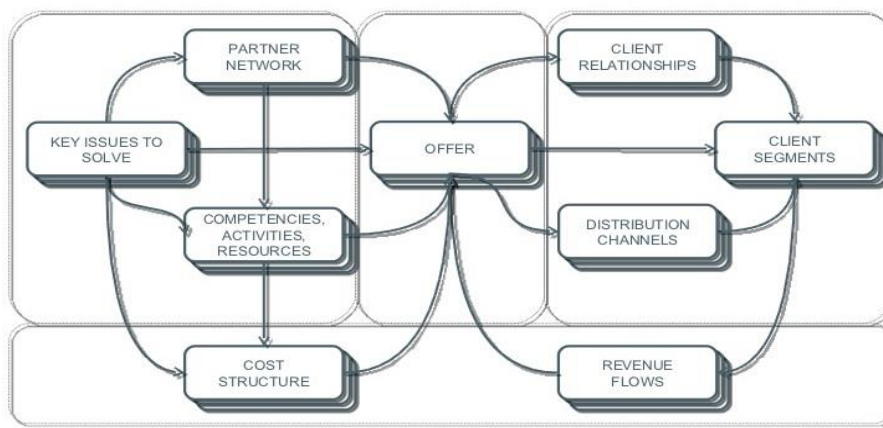 PARTNER
NETWORK
CLIENT
RELATIONSHIPS
KEY ISSUES TO
SOLVE
OFFER
CLIENT
SEGMENTS
COMPETENCIES,
ACTIVITIES,
RESOURCES
DISTRIBUTION
CHANNELS
COST
STRUCTURE
REVENUE
FLOWS